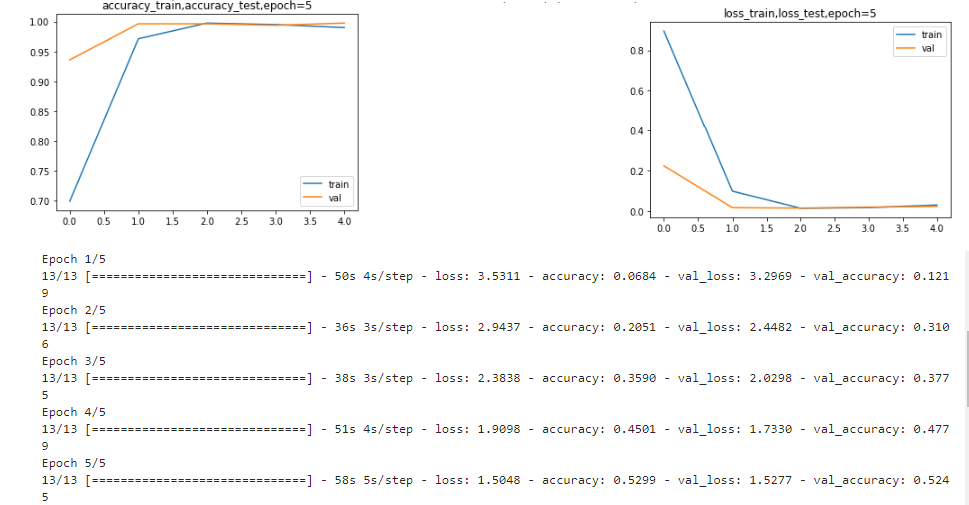 accuracy_train,accuracy_test,epoch=5
1.00
0.95
0.90
0.85
0.80
0.75
0.70
train
val
0.0 0.5 1.0 1.5 2.0 2.5 3.0 3.5 4.0
loss_train,loss_test,epoch=5
train
val
0.8
0.6
0.4
0.2
0.0
0.0 0.5 1.0 1.5 2.0 2.5 3.0 3.5 4.0
Epoch 1/5
13/13 [==============================] - 50s 4s/step - loss: 3.5311 - accuracy: 0.0684 - val_loss: 3.2969 - val_accuracy: 0.121
9
Epoch 2/5
13/13 [==============================] - 36s 3s/step - loss: 2.9437 - accuracy: 0.2051 - val_loss: 2.4482 - val_accuracy: 0.310
6
Epoch 3/5
13/13 [==============================] - 38s 3s/step - loss: 2.3838 - accuracy: 0.3590 - val_loss: 2.0298 - val_accuracy: 0.377
5
Epoch 4/5
13/13 [==============================] - 51s 4s/step - loss: 1.9098 - accuracy: 0.4501 - val_loss: 1.7330 - val_accuracy: 0.477
9
Epoch 5/5
13/13 [==============================] - 58s 5s/step - loss: 1.5048 - accuracy: 0.5299 - val_loss: 1.5277 - val_accuracy: 0.524
5